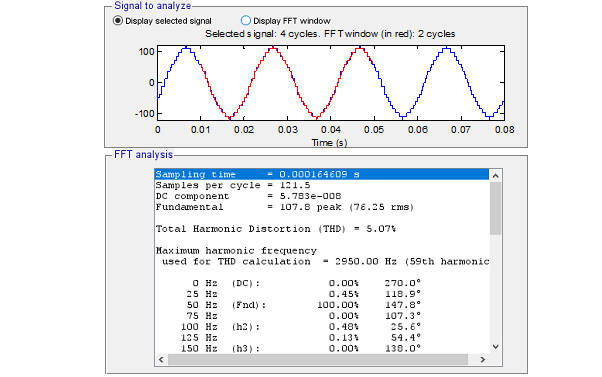 Signal to analyze
Display selected signal Display FFT window
Selected signal: 4 cycles. FFT window (in red): 2 cycles
100
0
-100
0 0.01 0.02 0.03 0.04 0.05 0.06 0.07 0.08
Time (s)
FFT analysis
Sampling time = 0.000164609 s
Samples per cycle = 121.5
DC component = 5.783e-008
Fundamental = 107.8 peak (76.25 rms)
Total Harmonic Distortion (THD) = 5.07%
Maximum harmonic frequency
used for THD calculation = 2950.00 Hz (59th harmonic
0 Hz (DC): 0.00% 270.0°
25 Hz 0.45% 118.9°
50 Hz (Fnd): 100.00% 147.8°
75 Hz 0.00% 107.3°
100 Hz (h2): 0.48% 25.6°
125 Hz 0.13% 54.4°
150 Hz (h3): 0.00% 138.0°